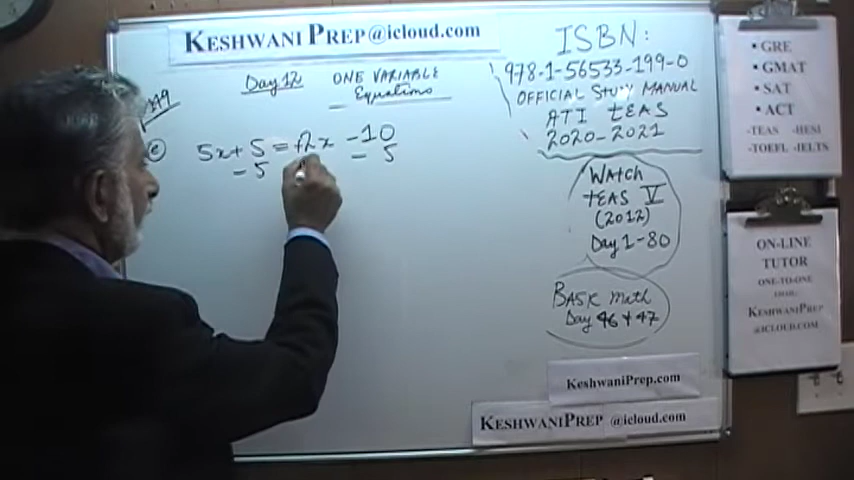 KESHWANI PREP@icloud.com
Day 12
ONE VARIABLE
Equations
e
5x + 5 = +2x - 10
- 5
- 5
ISBN:
978-1-56533-199-0
OFFICIAL STUDY MANUAL
ATI TEAS
2020-2021
WATCH
TEAS V
(2012)
Day 1-80
BASIC Math
Day 46 & 47
KESHWANIPREP.com
KESHWANIPREP @icloud.com
• GRE
• GMAT
• SAT
• ACT
-TEAS -HESI
-TOEFL -IELTS
ON-LINE
TUTOR
ONE-TO-ONE
KESHWANIPREP
@ICLOUD.COM